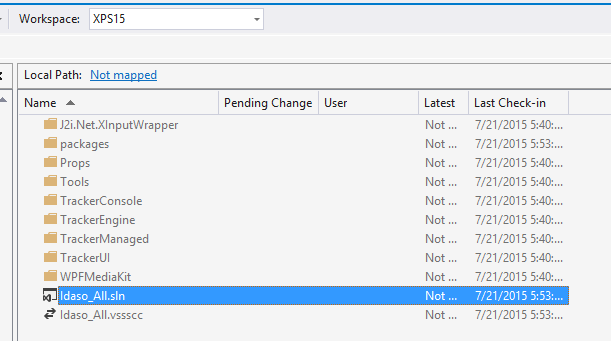 Workspace: XPS15
Local Path: Not mapped
Name Pending Change User Latest Last Check-in
J2i.Net.XInputWrapper Not ... 7/21/2015 5:40:...
packages Not ... 7/21/2015 5:53:...
Props Not ... 7/21/2015 5:40:...
Tools Not ... 7/21/2015 5:40:...
TrackerConsole Not ... 7/21/2015 5:40:...
TrackerEngine Not ... 7/21/2015 5:40:...
TrackerManaged Not ... 7/21/2015 5:40:...
TrackerUI Not ... 7/21/2015 5:40:...
WPFMediaKit Not ... 7/21/2015 5:40:...
Idaso_All.sln Not ... 7/21/2015 5:53:...
Idaso_All.vssscc Not ... 7/21/2015 5:40:...